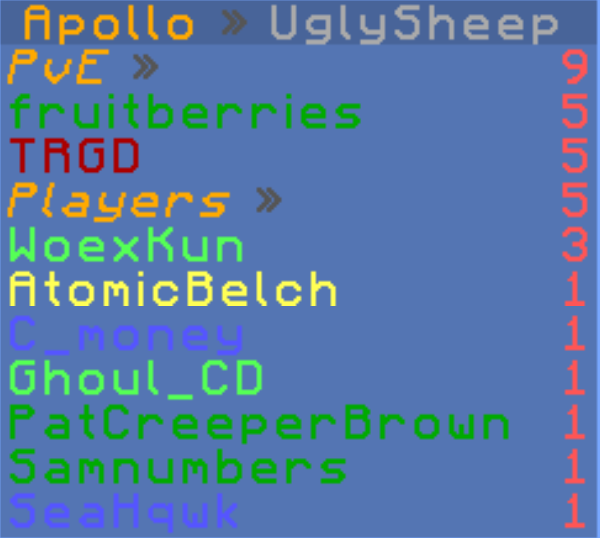 Apollo » UglySheep
PvE » 9
fruitberries 5
TRGD 5
Players » 5
WoexKun 3
AtomicBelch 1
C_money 1
Ghoul_CD 1
PatCreeperBrown 1
Samnumbers 1
SeaHqwk 1